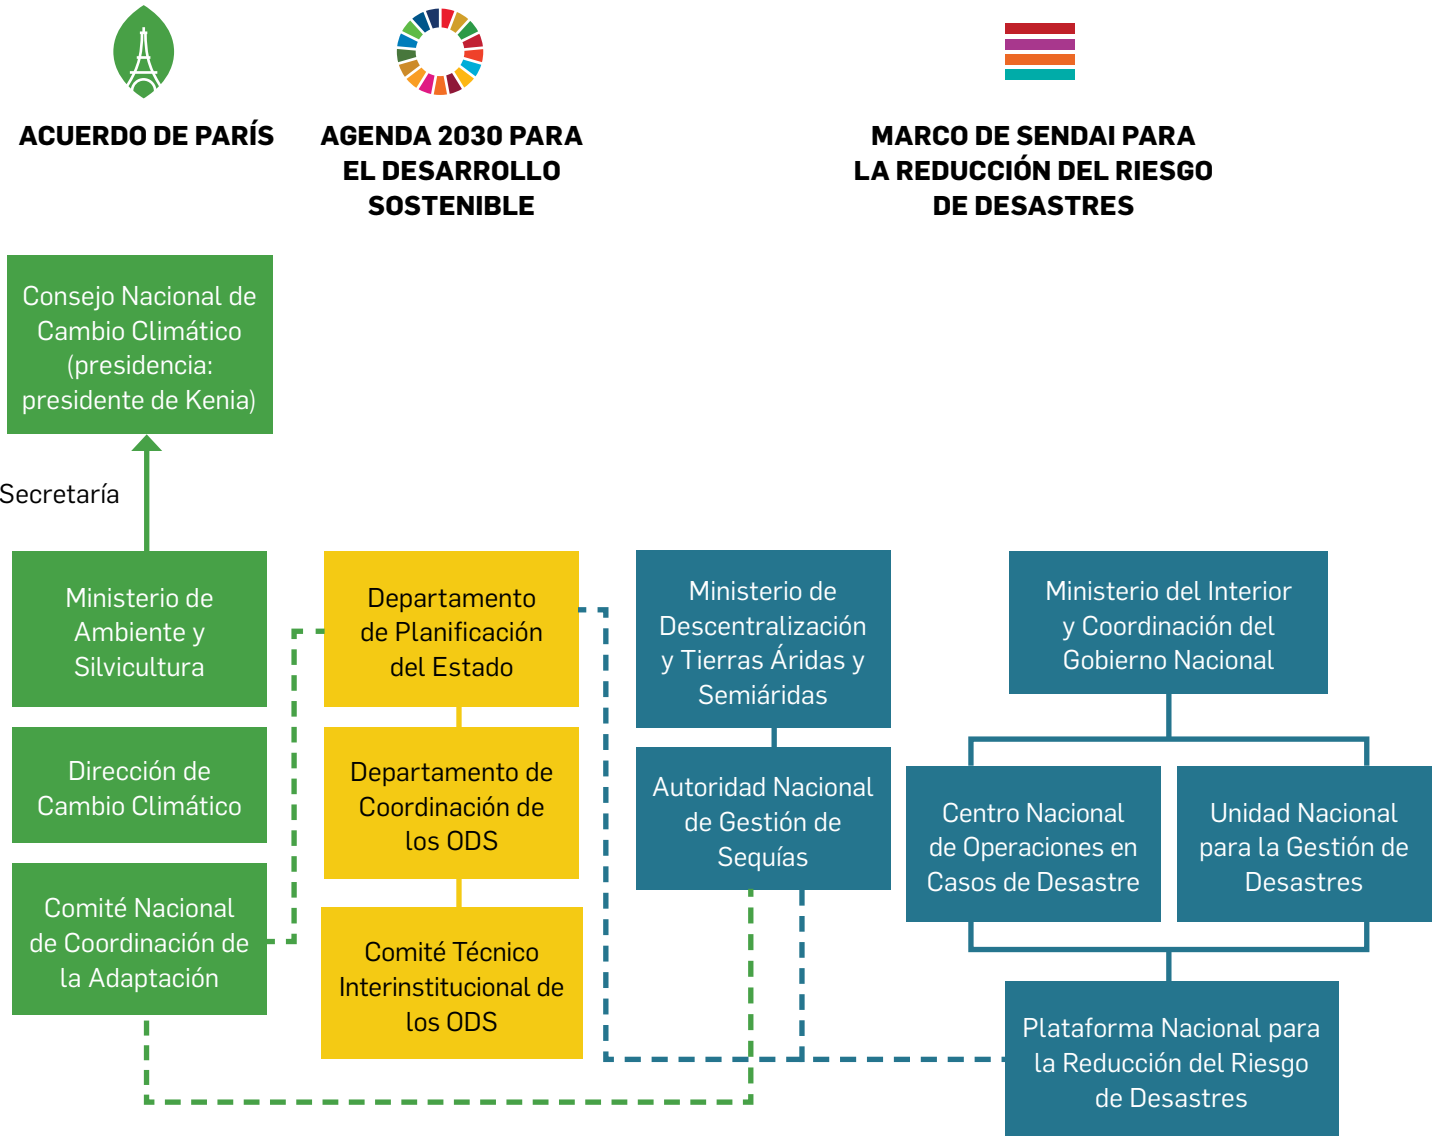 ACUERDO DE PARÍS
AGENDA 2030 PARA
EL DESARROLLO
SOSTENIBLE
MARCO DE SENDAI PARA
LA REDUCCIÓN DEL RIESGO
DE DESASTRES
Consejo Nacional de
Cambio Climático
(presidencia:
presidente de Kenia)
Secretaría
Ministerio de
Ambiente y
Silvicultura
Dirección de
Cambio Climático
Comité Nacional
de Coordinación de
la Adaptación
Departamento
de Planificación
del Estado
Departamento de
Coordinación de
los ODS
Comité Técnico
Interinstitucional de
los ODS
Ministerio de
Descentralización
y Tierras Áridas y
Semiáridas
Autoridad Nacional
de Gestión de
Sequías
Ministerio del Interior
y Coordinación del
Gobierno Nacional
Centro Nacional
de Operaciones en
Casos de Desastre
Unidad Nacional
para la Gestión de
Desastres
Plataforma Nacional para
la Reducción del Riesgo
de Desastres